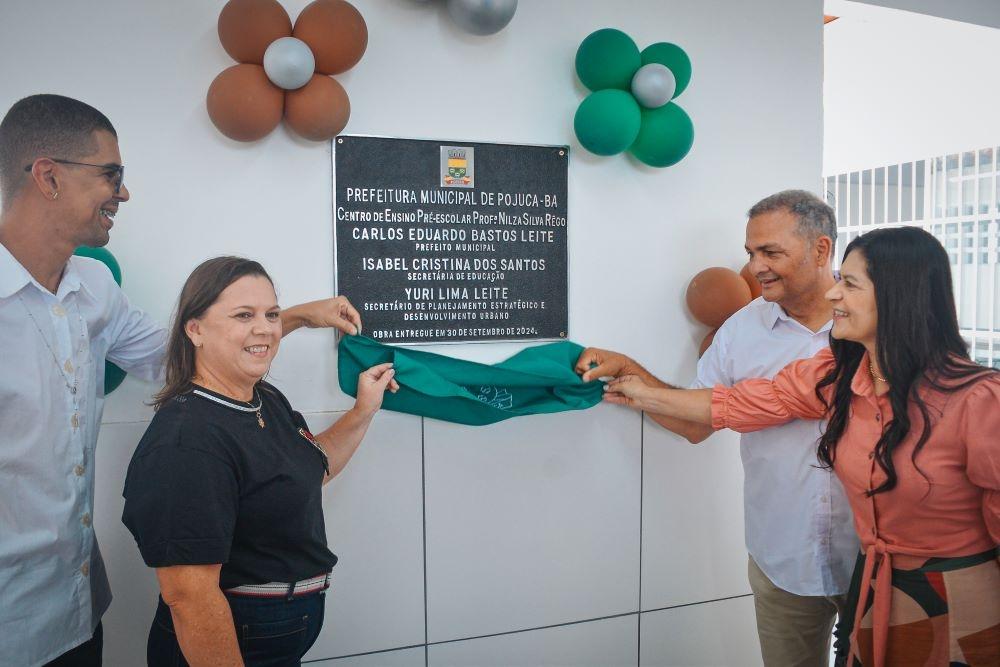 PREFEITURA MUNICIPAL DE POJUCA-BA
CENTRO DE ENSINO PRÉ-ESCOLAR PROFª NILZA SILVA RÊGO
CARLOS EDUARDO BASTOS LEITE
PREFEITO MUNICIPAL
ISABEL CRISTINA DOS SANTOS
SECRETÁRIA DE EDUCAÇÃO
YURI LIMA LEITE
SECRETÁRIO DE PLANEJAMENTO ESTRATÉGICO E
DESENVOLVIMENTO URBANO
OBRA ENTREGUE EM 30 DE SETEMBRO DE 2024.